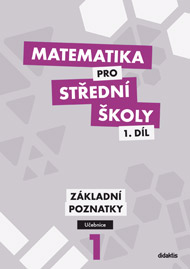 MATEMATIKA
PRO
STŘEDNÍ
ŠKOLY
1. DÍL
ZÁKLADNÍ
POZNATKY
Učebnice
1
didaktis